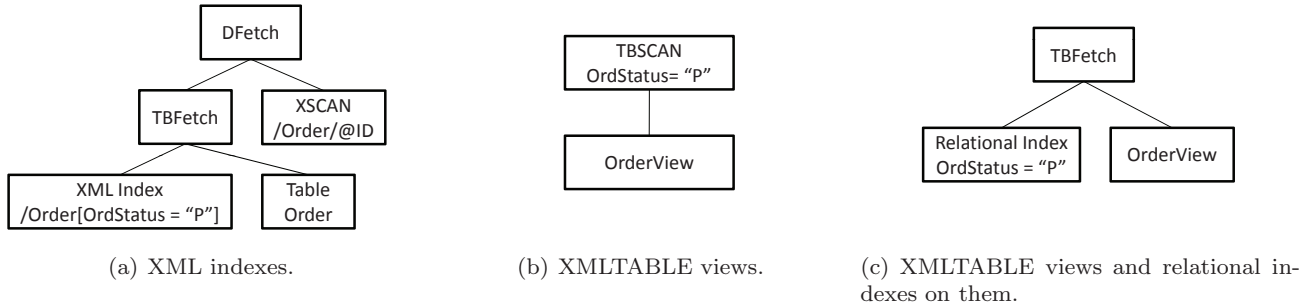 DFetch
TBFetch
XSCAN
/Order/@ID
XML Index
/Order[OrdStatus = “P”]
Table
Order
(a) XML indexes.
TBSCAN
OrdStatus= “P”
OrderView
(b) XMLTABLE views.
TBFetch
Relational Index
OrdStatus = “P”
OrderView
(c) XMLTABLE views and relational in-
dexes on them.